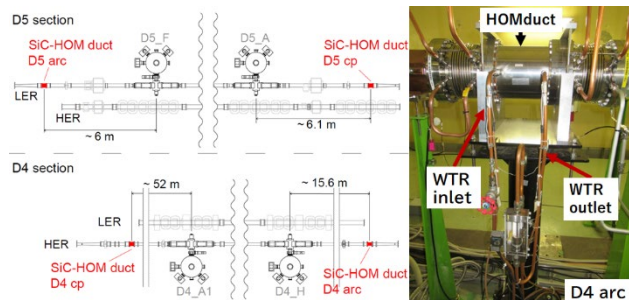 D5 section
SiC-HOM duct
D5 arc
D5_F
D5_A
SiC-HOM duct
D5 cp
LER
HER
~ 6 m
~ 6.1 m
D4 section
~ 52 m
~ 15.6 m
LER
HER
SiC-HOM duct
D4 cp
D4_A1
D4_H
SiC-HOM duct
D4 arc
HOMduct
WTR
inlet
WTR
outlet
D4 arc